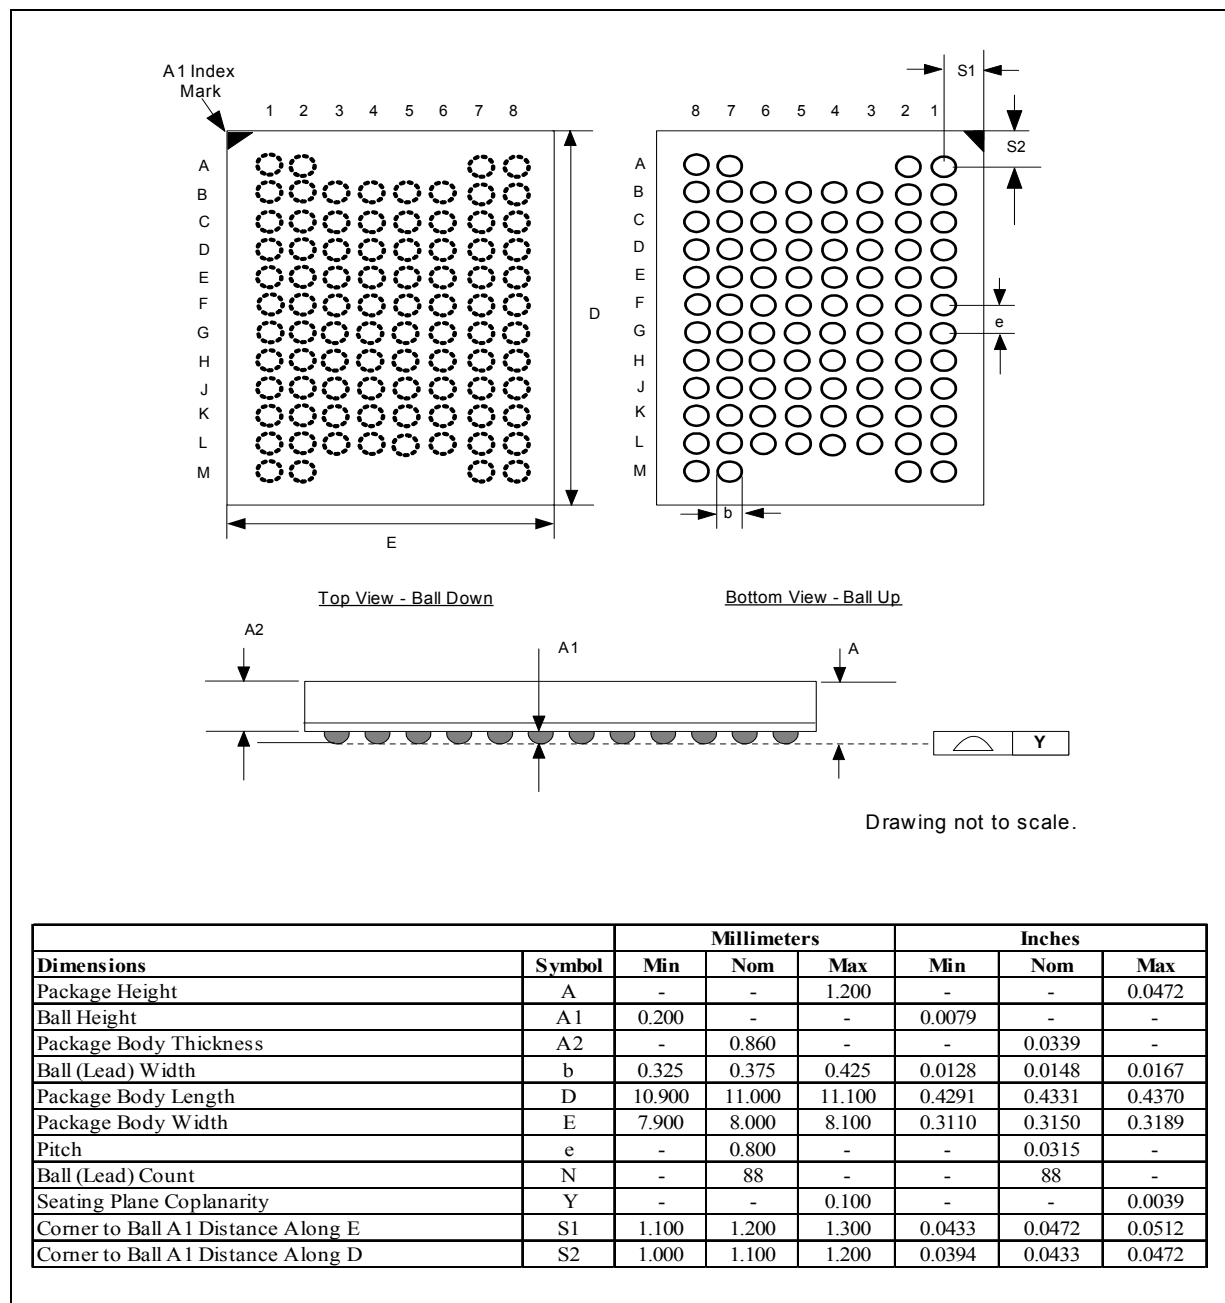 A1 Index
Mark
1 2 3 4 5 6 7 8
A
B
C
D
E
F
G
H
J
K
L
M
D
E
8 7 6 5 4 3 2 1
S1
S2
A
B
C
D
E
F
G
H
J
K
L
M
e
b
Top View - Ball Down
Bottom View - Ball Up
A2
A1
A
Y
Drawing not to scale.
Millimeters Inches
Dimensions Symbol Min Nom Max Min Nom Max
Package Height A - - 1.200 - - 0.0472
Ball Height A1 0.200 - - 0.0079 - -
Package Body Thickness A2 - 0.860 - - 0.0339 -
Ball (Lead) Width b 0.325 0.375 0.425 0.0128 0.0148 0.0167
Package Body Length D 10.900 11.000 11.100 0.4291 0.4331 0.4370
Package Body Width E 7.900 8.000 8.100 0.3110 0.3150 0.3189
Pitch e - 0.800 - - 0.0315 -
Ball (Lead) Count N - 88 - - 88 -
Seating Plane Coplanarity Y - - 0.100 - - 0.0039
Corner to Ball A1 Distance Along E S1 1.100 1.200 1.300 0.0433 0.0472 0.0512
Corner to Ball A1 Distance Along D S2 1.000 1.100 1.200 0.0394 0.0433 0.0472